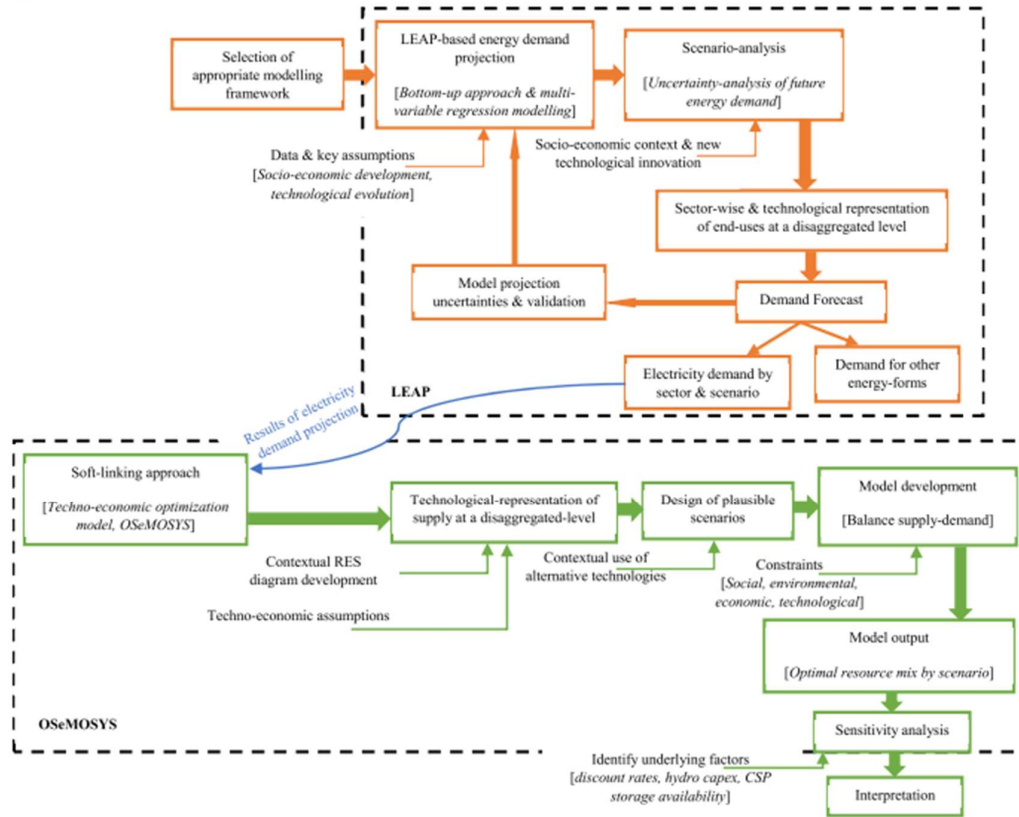 Selection of
appropriate modelling
framework
LEAP-based energy demand
projection
[Bottom-up approach & multi-
variable regression modelling]
Scenario-analysis
[Uncertainty-analysis of future
energy demand]
Data & key assumptions
[Socio-economic development,
technological evolution]
Socio-economic context & new
technological innovation
Sector-wise & technological representation
of end-uses at a disaggregated level
Model projection
uncertainties & validation
Demand Forecast
Electricity demand by
sector & scenario
Demand for other
energy-forms
LEAP
Results of electricity
demand projection
Soft-linking approach
[Techno-economic optimization
model, OSeMOSYS]
Technological-representation of
supply at a disaggregated-level
Design of plausible
scenarios
Model development
[Balance supply-demand]
Contextual RES
diagram development
Contextual use of
alternative technologies
Constraints
[Social, environmental,
economic, technological]
Techno-economic assumptions
Model output
[Optimal resource mix by scenario]
OSeMOSYS
Sensitivity analysis
Identify underlying factors
[discount rates, hydro capex, CSP
storage availability]
Interpretation